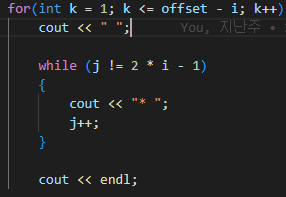 for(int k = 1; k <= offset - i; k++)
cout << " "; You, 지난주 •
while (j != 2 * i - 1)
{
cout << "* ";
j++;
}
cout << endl;